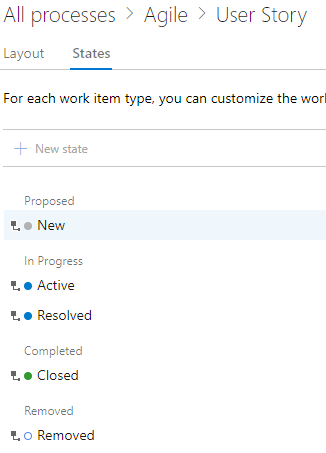 All processes > Agile > User Story
Layout States
For each work item type, you can customize the wor
+ New state
Proposed
New
In Progress
Active
Resolved
Completed
Closed
Removed
Removed